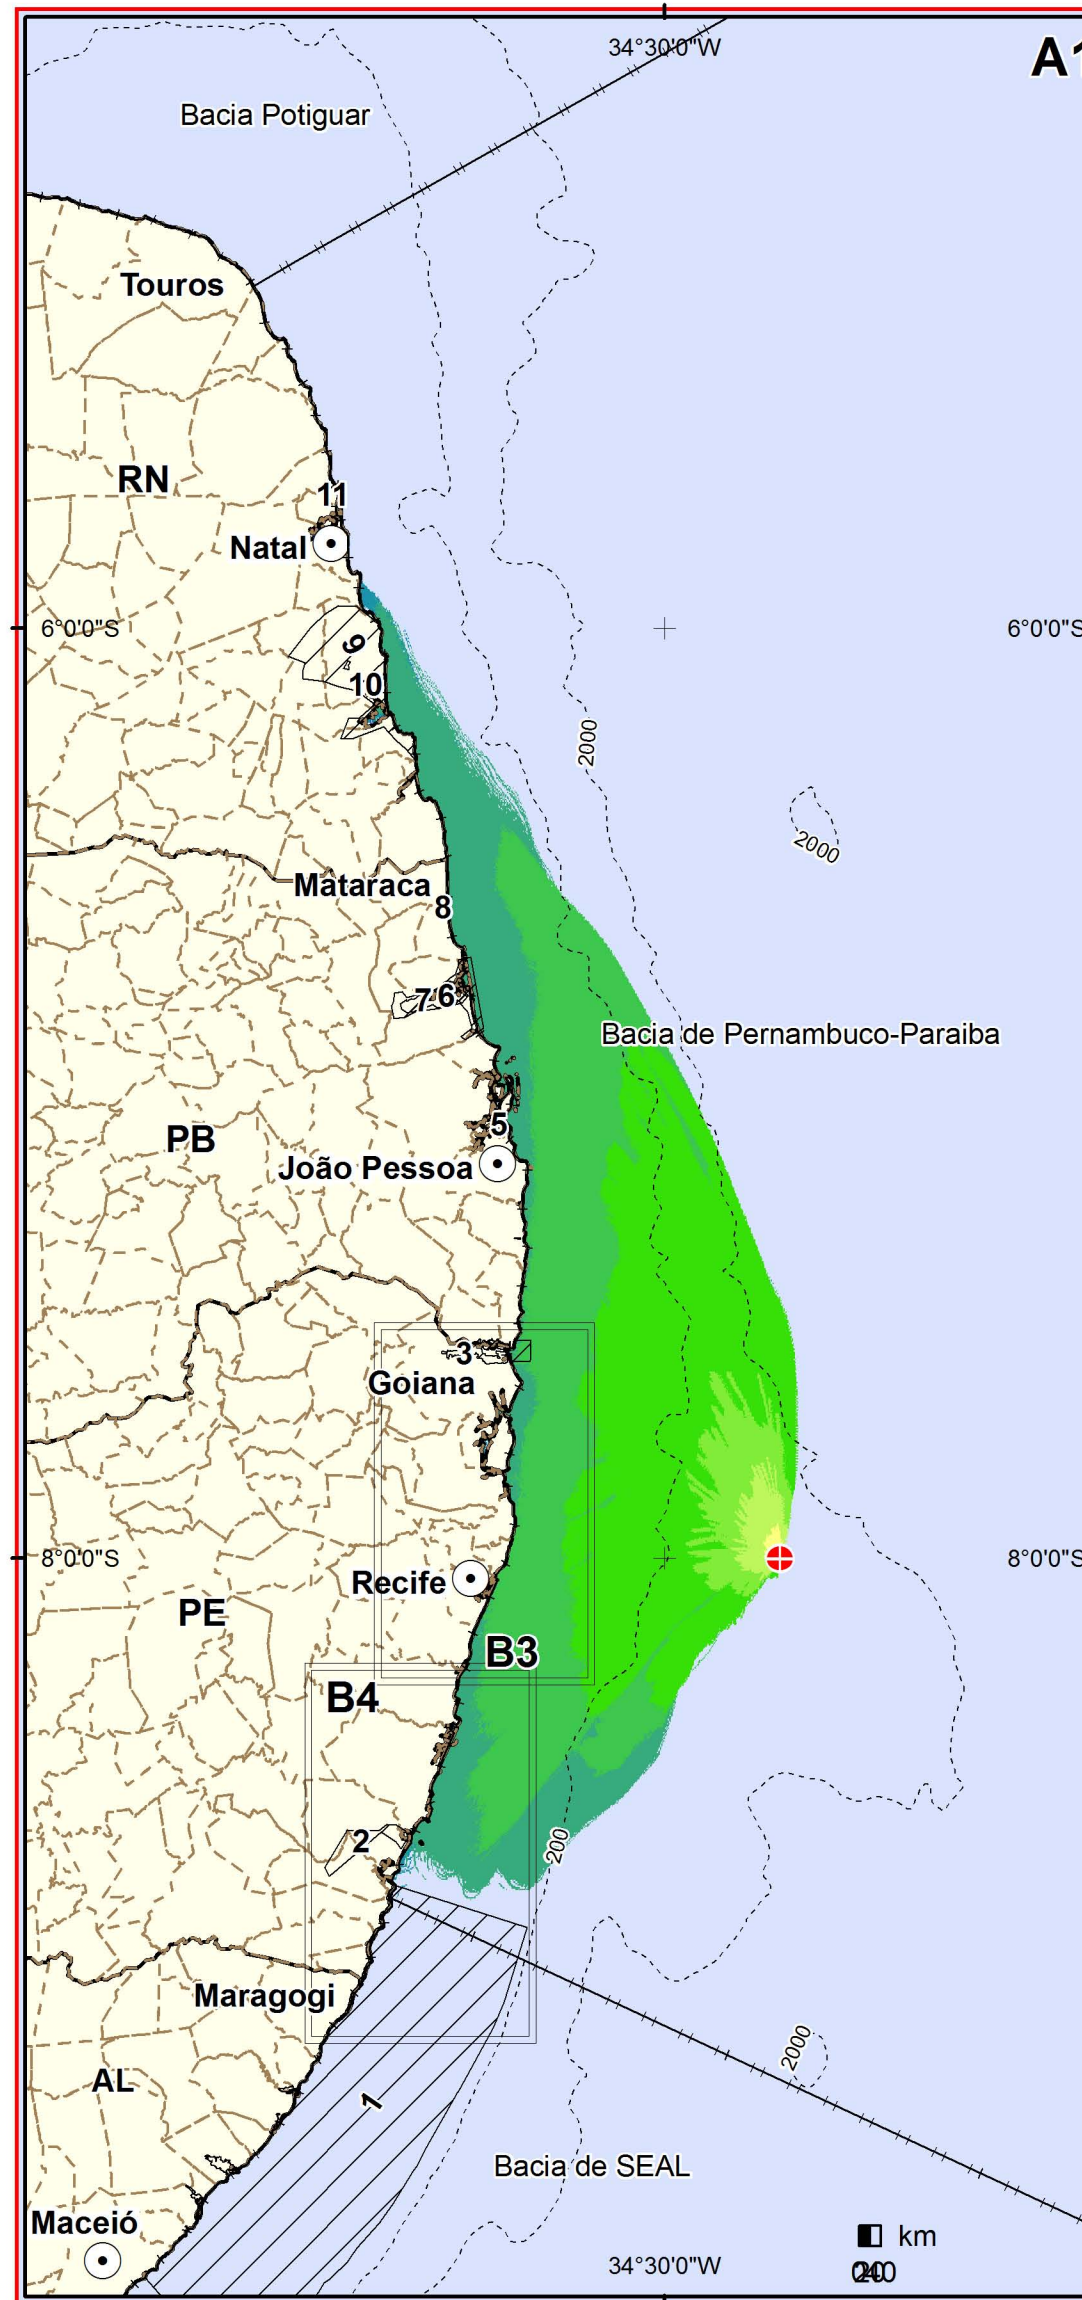 34°30'0"W
A1
Bacia Potiguar
Touros
RN
11
Natal
6°0'0"S
6°0'0"S
9
10
2000
2000
Mataraca
8
7
6
Bacia de Pernambuco-Paraiba
5
PB
João Pessoa
3
Goiana
8°0'0"S
8°0'0"S
Recife
PE
B3
B4
2
200
Maragogi
2000
AL
1
Bacia de SEAL
Maceió
km
34°30'0"W